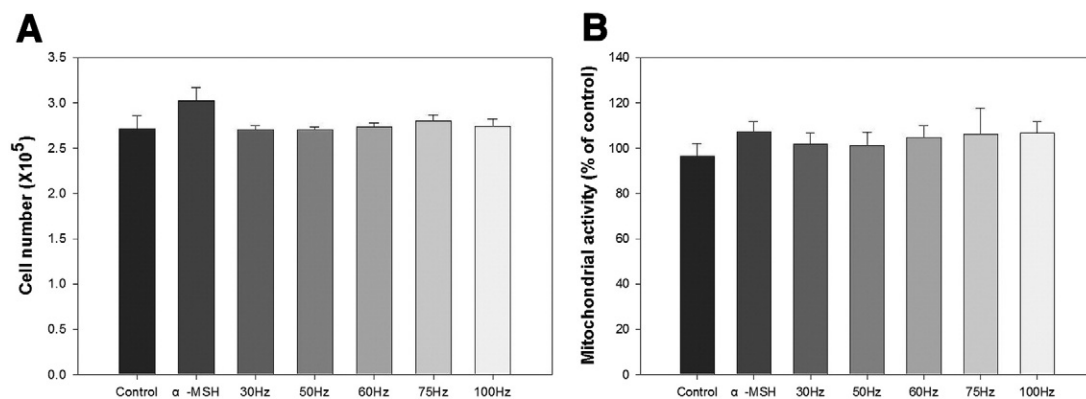 A
Cell number (X10⁵)
3.5
3.0
2.5
2.0
1.5
1.0
0.5
0.0
Control α -MSH 30Hz 50Hz 60Hz 75Hz 100Hz
B
Mitochondrial activity (% of control)
140
120
100
80
60
40
20
0
Control α -MSH 30Hz 50Hz 60Hz 75Hz 100Hz